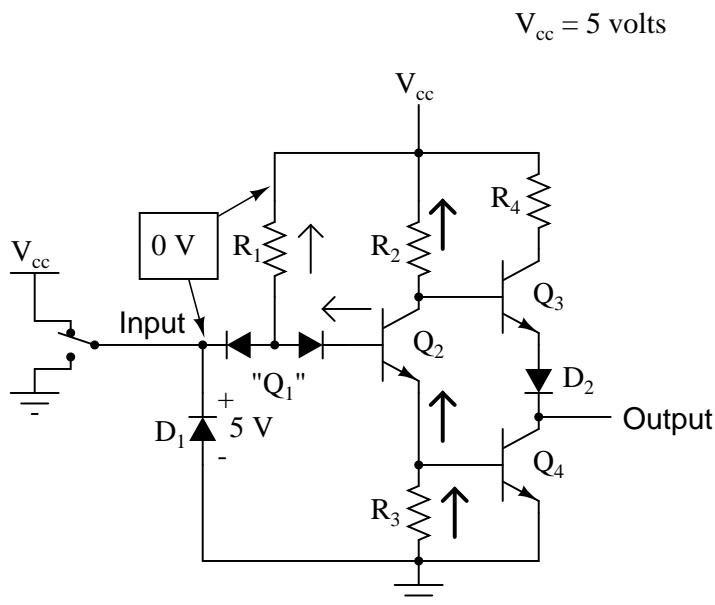 Vcc = 5 volts
Vcc
R4
0 V
R1
R2
Vcc
Q3
Input
Q2
"Q1"
D2
+
D1
5 V
-
Output
Q4
R3